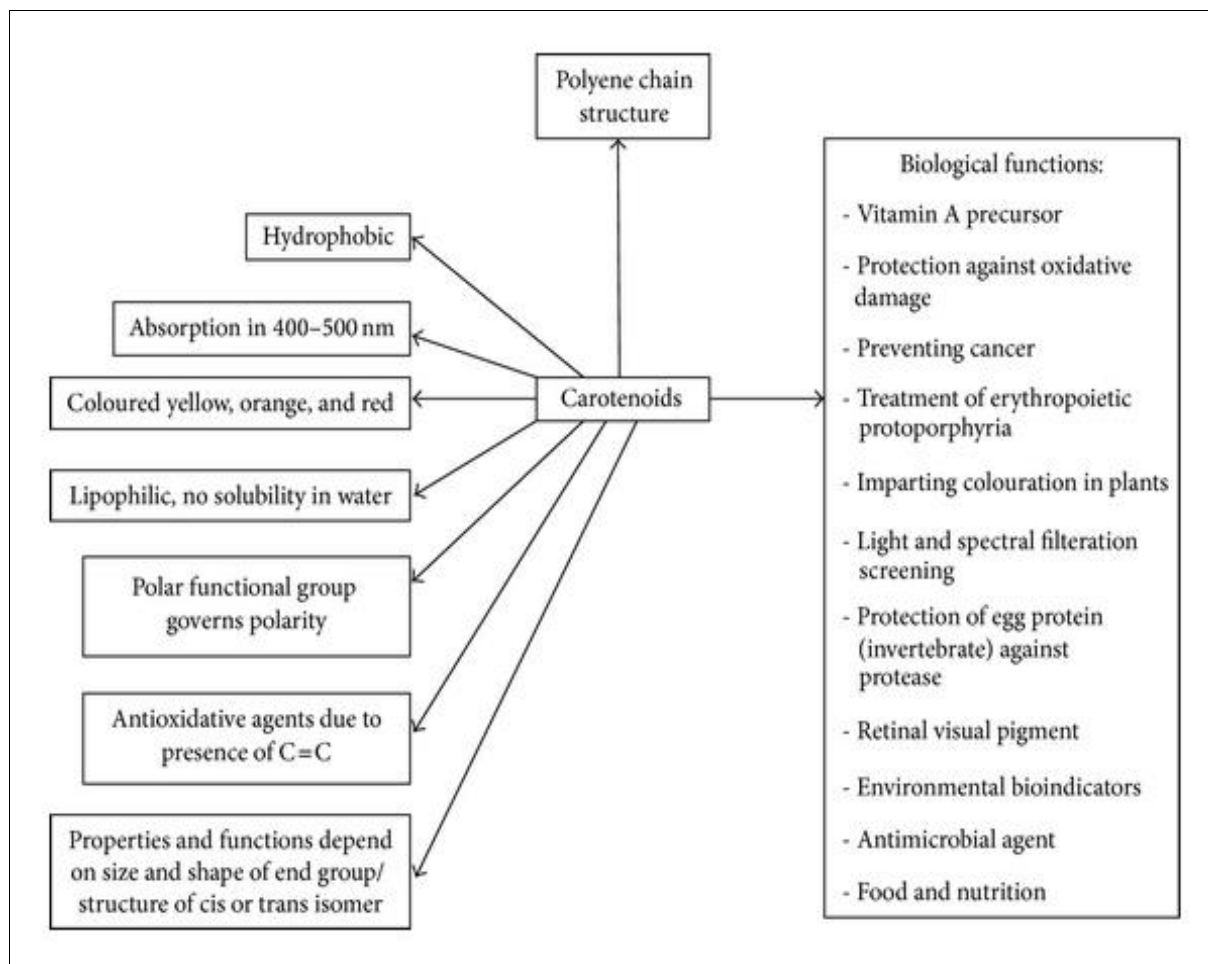 Polyene chain
structure
Hydrophobic
Absorption in 400–500 nm
Coloured yellow, orange, and red
Lipophilic, no solubility in water
Polar functional group
governs polarity
Antioxidative agents due to
presence of C=C
Properties and functions depend
on size and shape of end group/
structure of cis or trans isomer
Carotenoids
Biological functions:
- Vitamin A precursor
- Protection against oxidative
damage
- Preventing cancer
- Treatment of erythropoietic
protoporphyria
- Imparting colouration in plants
- Light and spectral filteration
screening
- Protection of egg protein
(invertebrate) against
protease
- Retinal visual pigment
- Environmental bioindicators
- Antimicrobial agent
- Food and nutrition